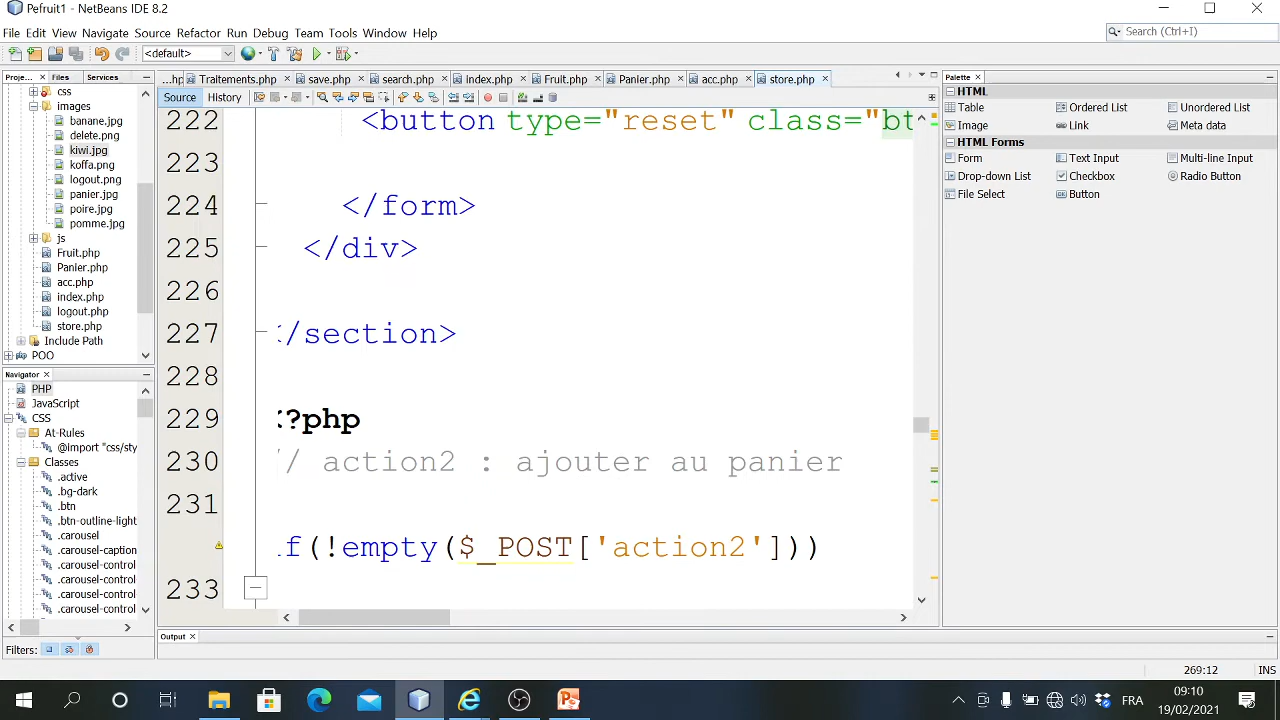 Pefruit1 - NetBeans IDE 8.2
File Edit View Navigate Source Refactor Run Debug Team Tools Window Help
Search (Ctrl+I)
<default>
Proje... Files Services
...hp Traitements.php save.php search.php Index.php Fruit.php Panier.php acc.php store.php
Palette
Source History
css
images
banane.jpg
delete.png
kiwi.jpg
koffa.png
logout.png
panier.jpg
poire.jpg
pomme.jpg
js
Fruit.php
Panier.php
acc.php
index.php
logout.php
store.php
Include Path
POO
Navigator
PHP
JavaScript
CSS
At-Rules
@import "css/sty
Classes
.active
.bg-dark
.btn
.btn-outline-light
.carousel
.carousel-caption
.carousel-control
.carousel-control
.carousel-control
.carousel-control
Filters:
222 <button type="reset" class="bt
223
224 </form>
225 </div>
226
227 </section>
228
229 <?php
230 // action2 : ajouter au panier
231
if(!empty($_POST['action2']))
233
Output
HTML
Table Ordered List Unordered List
Image Link Meta data
HTML Forms
Form Text Input Multi-line Input
Drop-down List Checkbox Radio Button
File Select Button
269:12 INS
FRA
09:10
19/02/2021